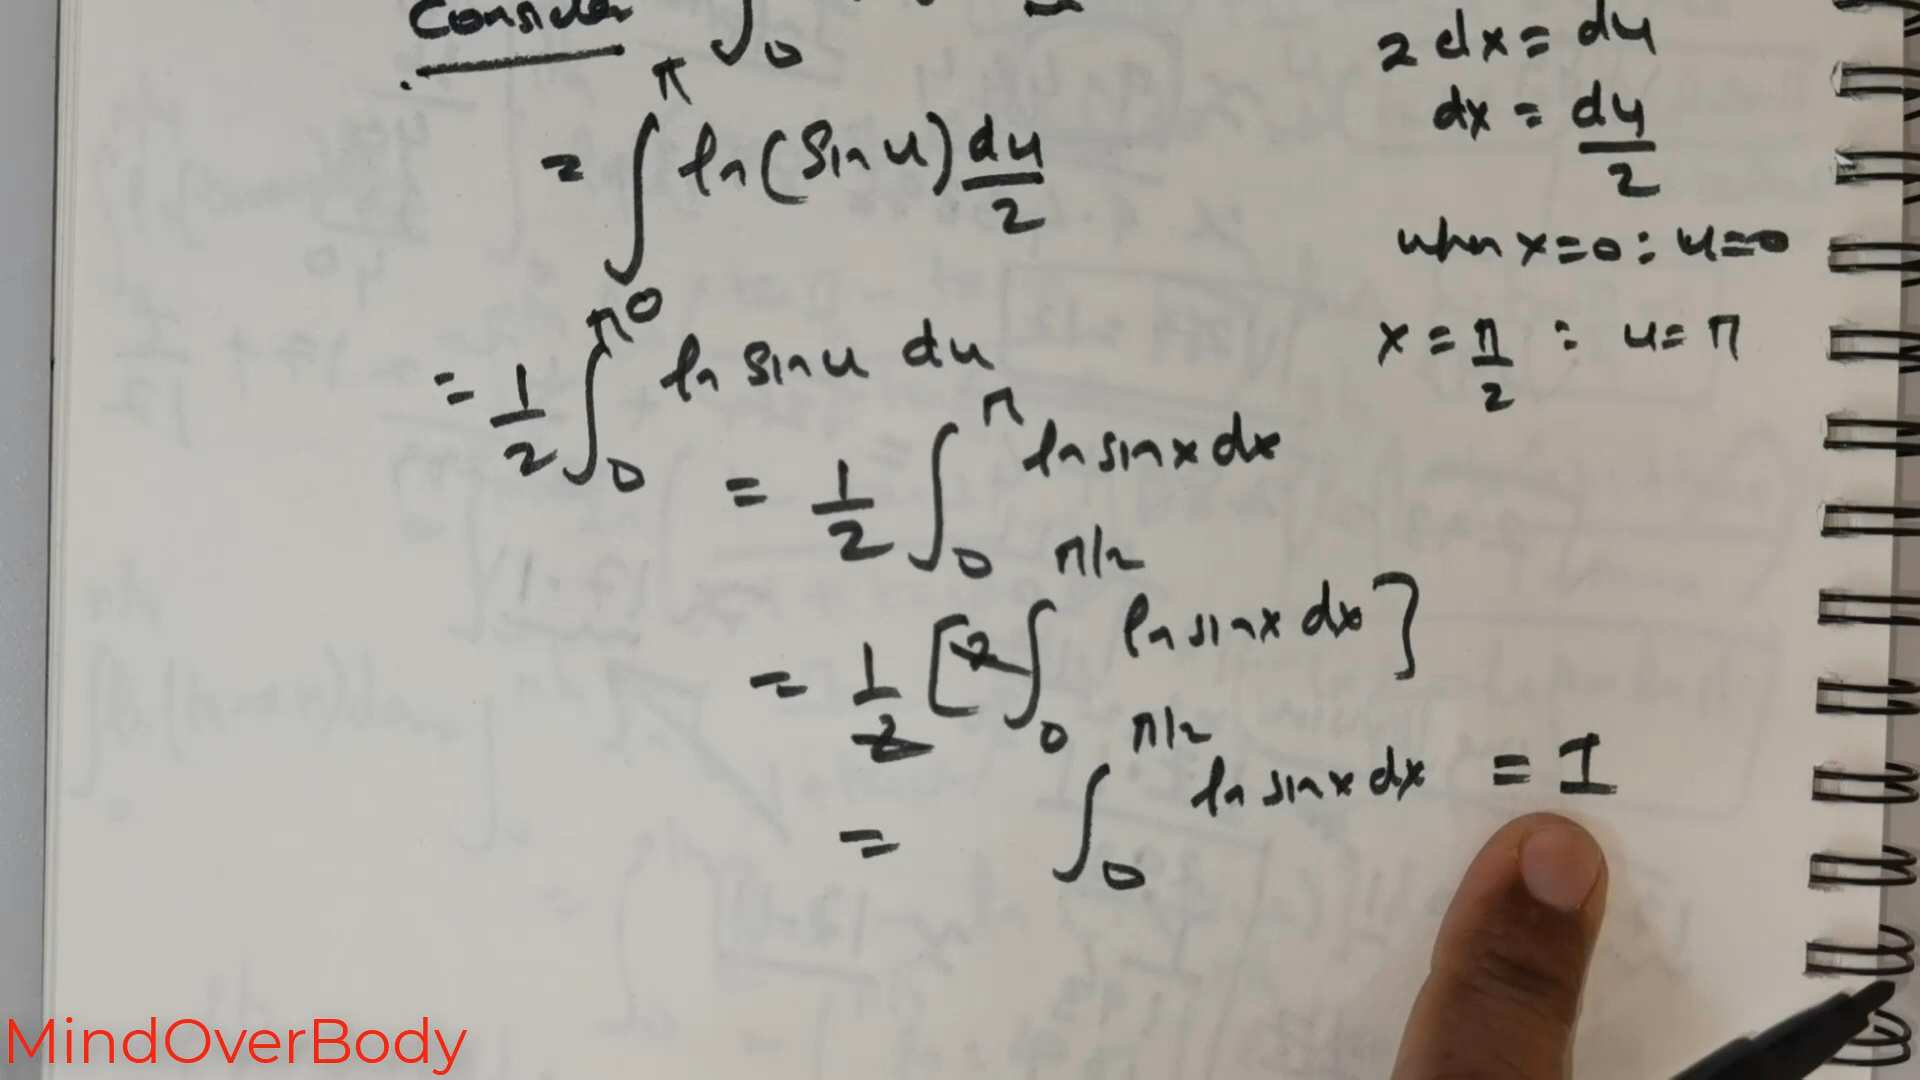 Consider ∫₀
2 dx = du
dx = du/2
= ∫₀^π ln(sin u) du/2
when x=0 : u=0
x = π/2 : u= π
= 1/2 ∫₀^π ln sin u du
= 1/2 ∫₀^π ln sin x dx
= 1/2 [2 ∫₀^π/2 ln sin x dx]
= ∫₀^π/2 ln sin x dx = I
MindOverBody